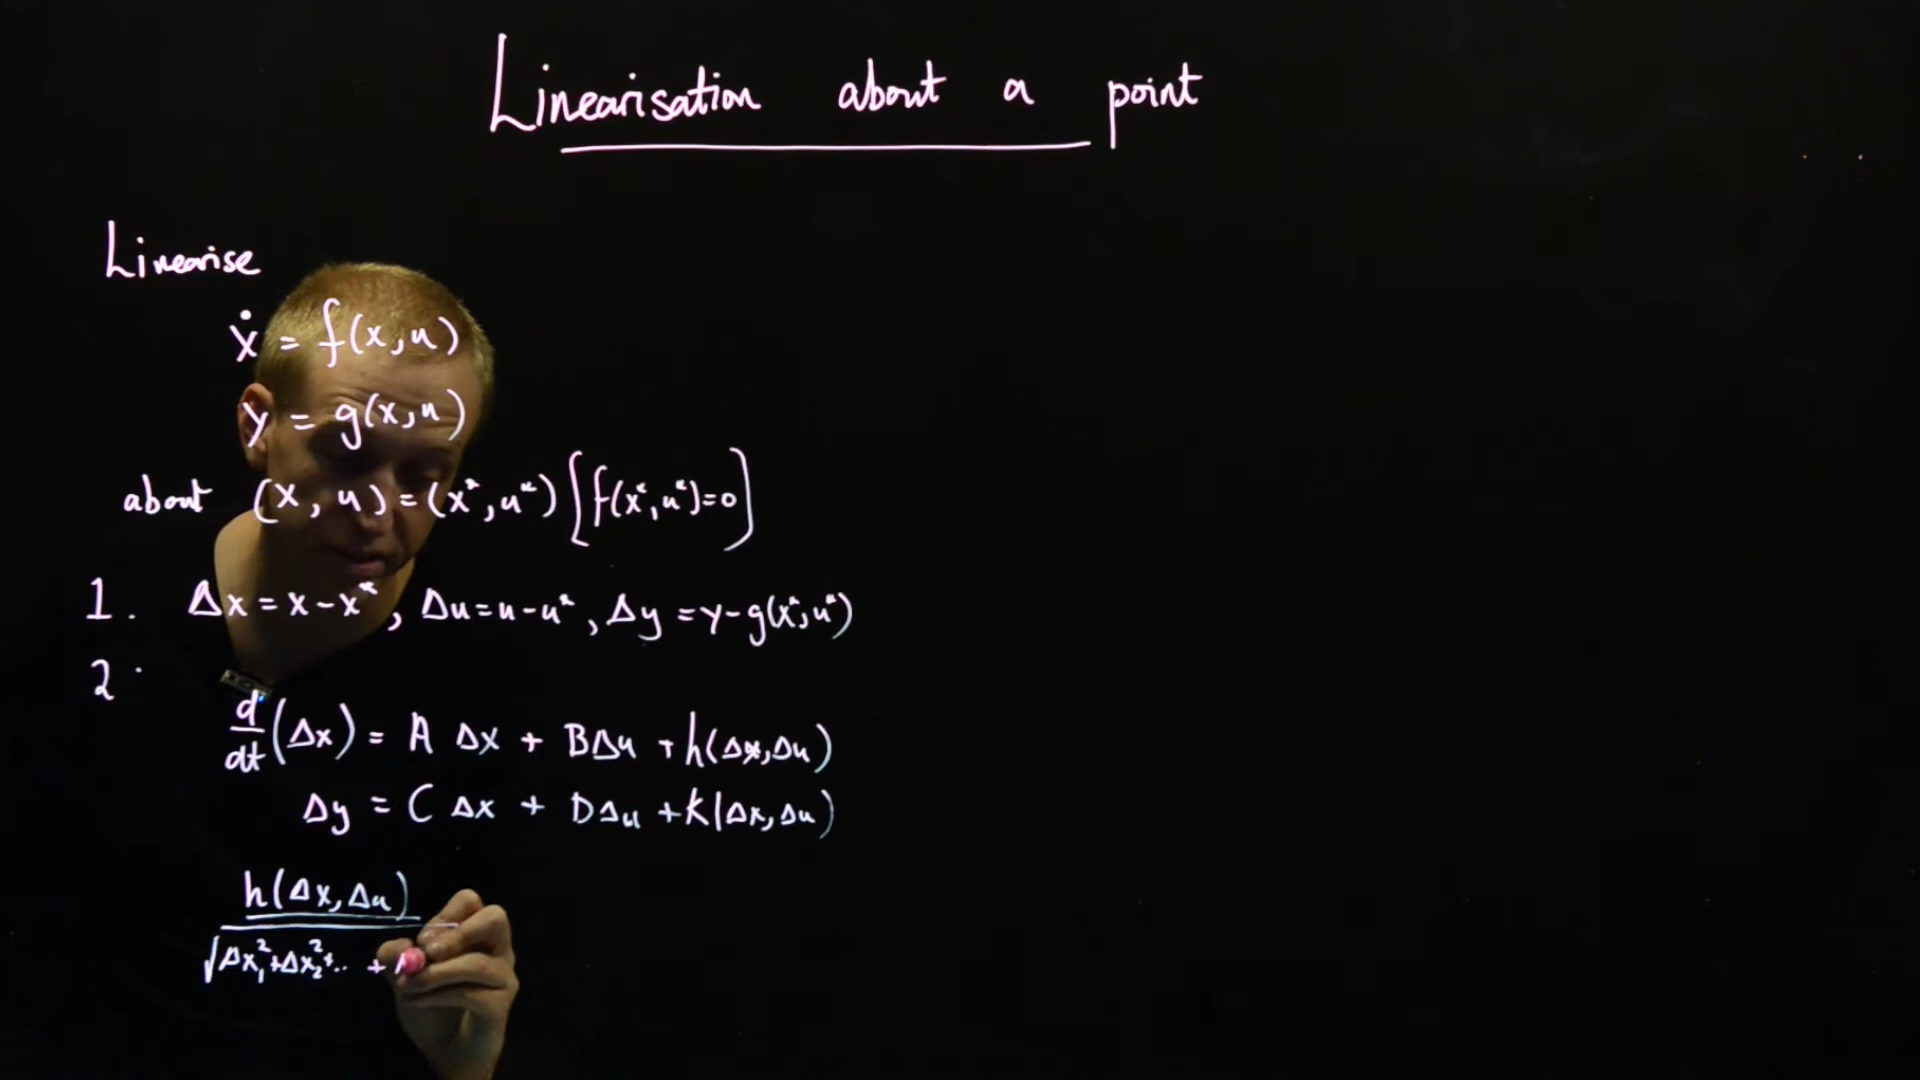 Linearisation about a point
Linearise
ẋ = f(x,u)
y = g(x,u)
about (x, u) = (x*, u*) [f(x*, u*)=0]
1. Δx = x - x*, Δu = u - u*, Δy = y - g(x*, u*)
2.
d/dt (Δx) = A Δx + BΔu + h(Δx, Δu)
Δy = C Δx + DΔu + k(Δx, Δu)
h(Δx, Δu)
√Δx₁² + Δx₂² + .. +